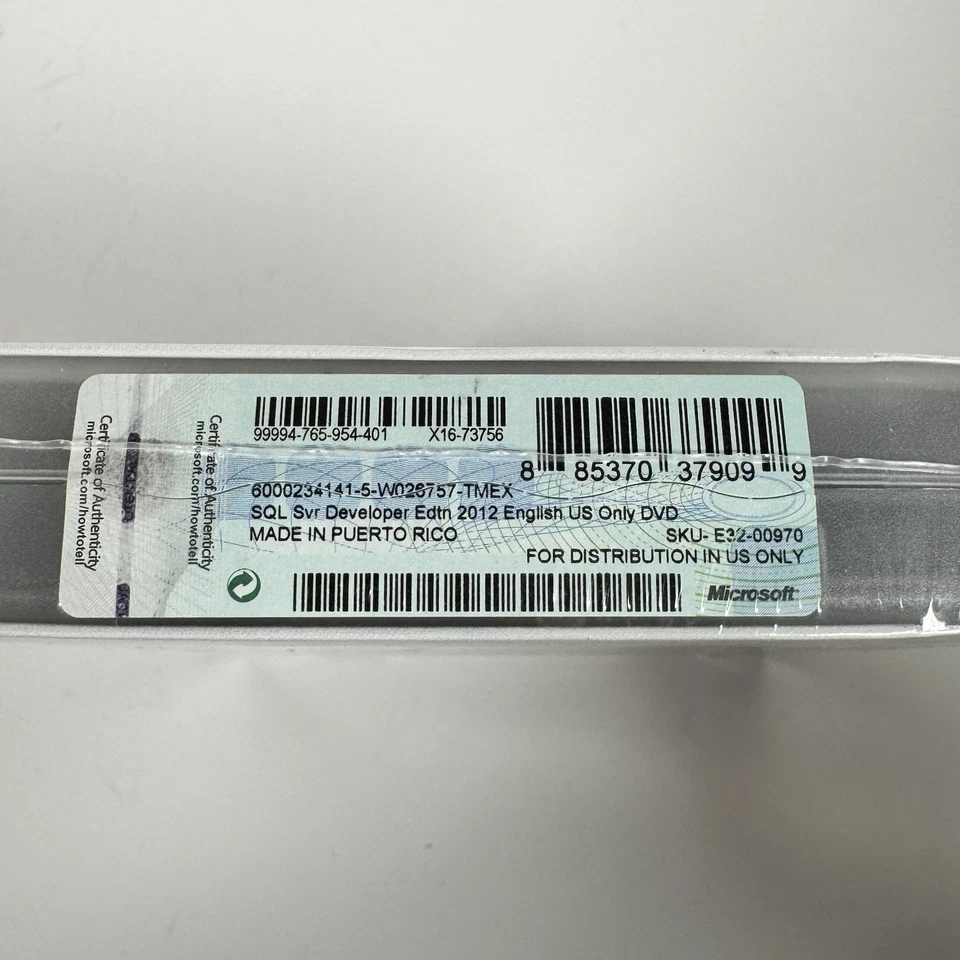 Certificate of Authenticity
microsoft.com/howtotell
Certificate of Authenticity
microsoft.com/howtotell
99994-765-954-401 X16-73756
8 85370 37909 9
6000234141-5-W026757-TMEX
SQL Svr Developer Edtn 2012 English US Only DVD
MADE IN PUERTO RICO
SKU- E32-00970
FOR DISTRIBUTION IN US ONLY
Microsoft